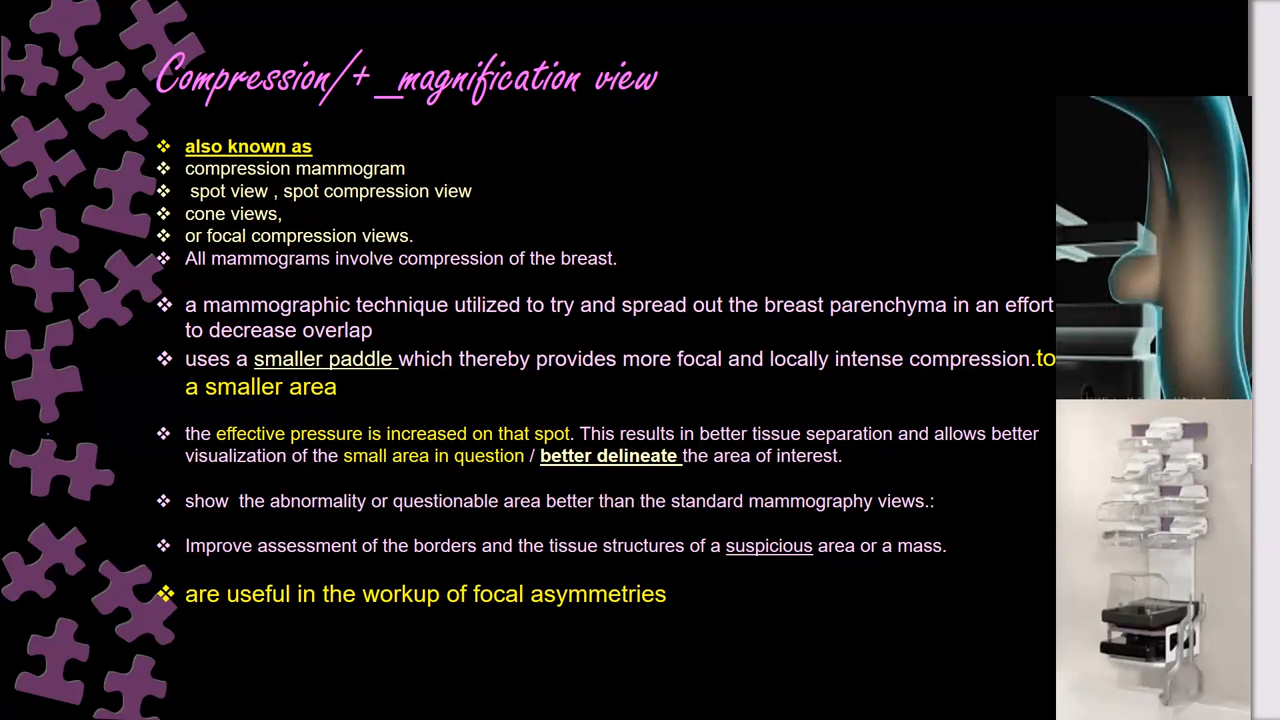 Compression/+_magnification view
❖ also known as
❖ compression mammogram
❖ spot view , spot compression view
❖ cone views,
❖ or focal compression views.
❖ All mammograms involve compression of the breast.
❖ a mammographic technique utilized to try and spread out the breast parenchyma in an effort
to decrease overlap
❖ uses a smaller paddle which thereby provides more focal and locally intense compression.to
a smaller area
❖ the effective pressure is increased on that spot. This results in better tissue separation and allows better
visualization of the small area in question / better delineate the area of interest.
❖ show the abnormality or questionable area better than the standard mammography views.:
❖ Improve assessment of the borders and the tissue structures of a suspicious area or a mass.
❖ are useful in the workup of focal asymmetries